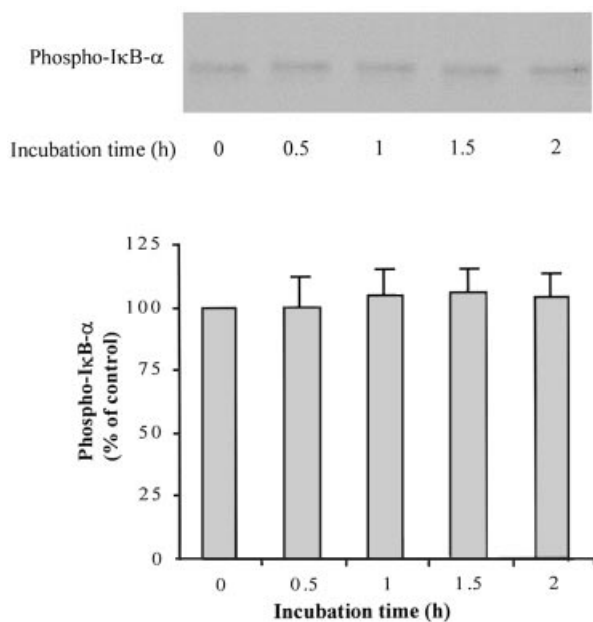 Phospho-IκB-α
Incubation time (h) 0 0.5 1 1.5 2
125
100
75
50
25
0
Phospho-IκB-α
(% of control)
0 0.5 1 1.5 2
Incubation time (h)